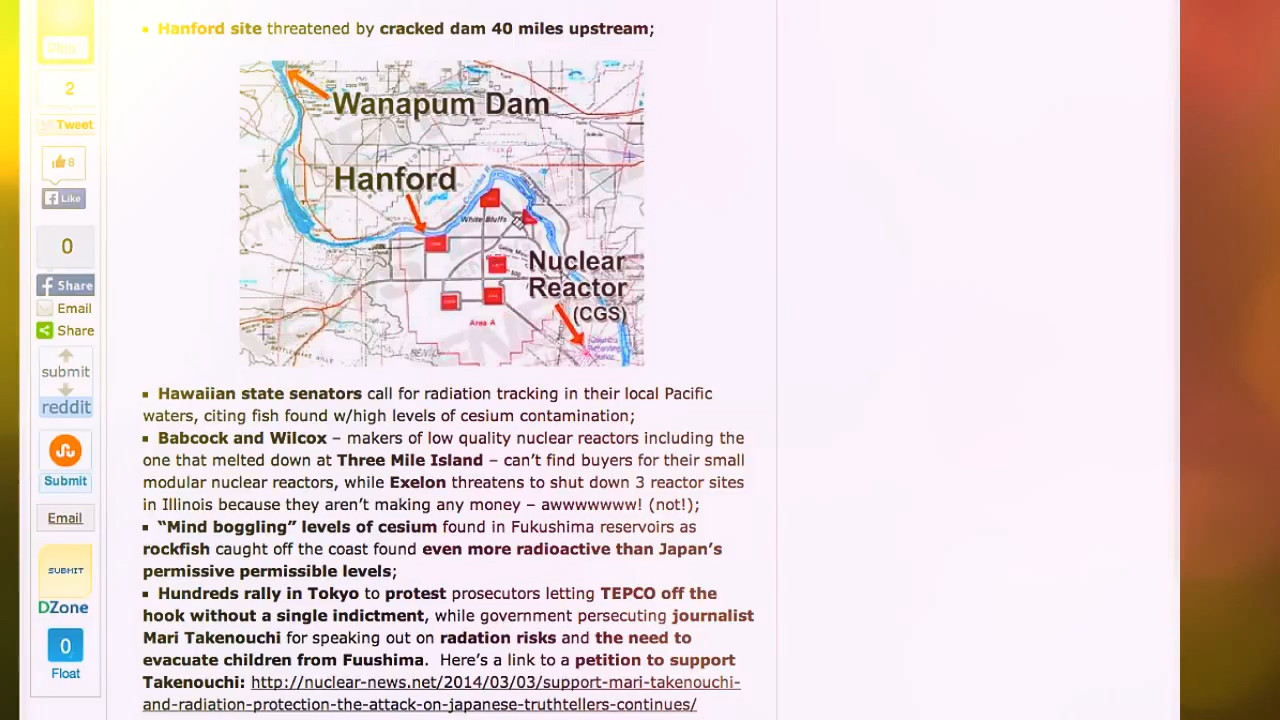 Hanford site threatened by cracked dam 40 miles upstream;
2
Tweet
8
Like
0
Share
Email
Share
submit
reddit
Submit
Email
SUBMIT
DZone
0
Float
Wanapum Dam
Hanford
White Bluffs
Nuclear
Reactor
(CGS)
Area A
Hawaiian state senators call for radiation tracking in their local Pacific
waters, citing fish found w/high levels of cesium contamination;
Babcock and Wilcox – makers of low quality nuclear reactors including the
one that melted down at Three Mile Island – can't find buyers for their small
modular nuclear reactors, while Exelon threatens to shut down 3 reactor sites
in Illinois because they aren't making any money – awwwwwww! (not!);
“Mind boggling” levels of cesium found in Fukushima reservoirs as
rockfish caught off the coast found even more radioactive than Japan's
permissive permissible levels;
Hundreds rally in Tokyo to protest prosecutors letting TEPCO off the
hook without a single indictment, while government persecuting journalist
Mari Takenouchi for speaking out on radation risks and the need to
evacuate children from Fuushima. Here's a link to a petition to support
Takenouchi: http://nuclear-news.net/2014/03/03/support-mari-takenouchi-
and-radiation-protection-the-attack-on-japanese-truthtellers-continues/